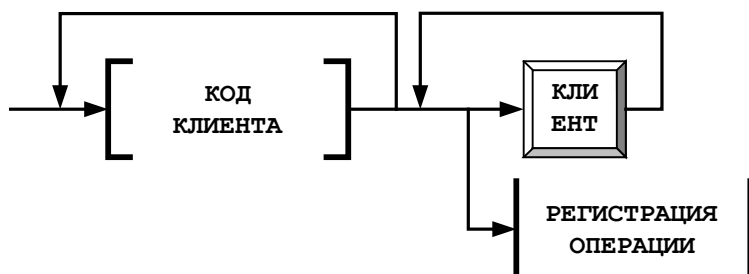 КОД
КЛИЕНТА
КЛИ
ЕНТ
РЕГИСТРАЦИЯ
ОПЕРАЦИИ